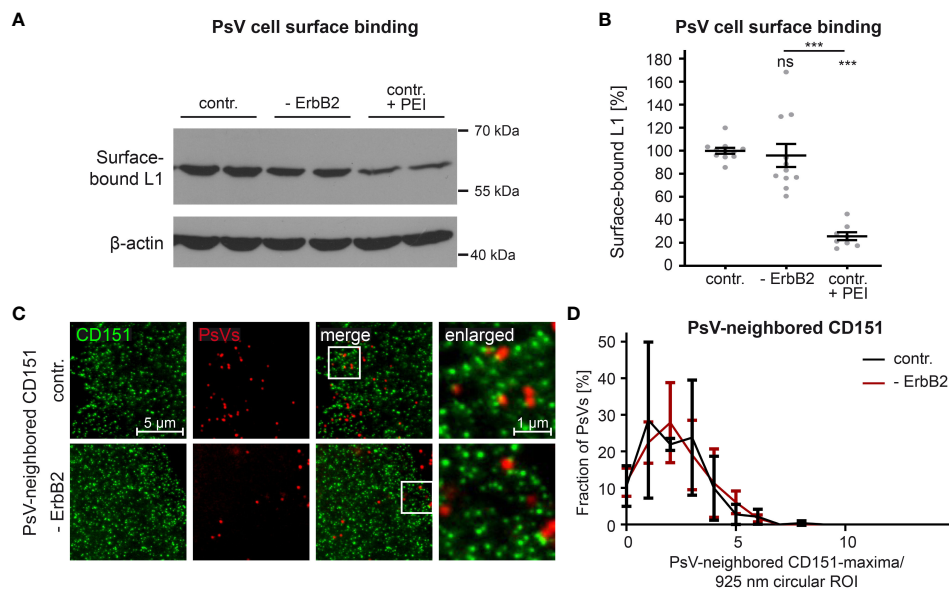 A
PsV cell surface binding
contr.
- ErbB2
contr.
+ PEI
70 kDa
Surface-
bound L1
55 kDa
β-actin
40 kDa
B
PsV cell surface binding
***
ns
***
Surface-bound L1 [%]
180
160
140
120
100
80
60
40
20
0
contr.
- ErbB2
contr.
+ PEI
C
PsV-neighbored CD151
contr.
- ErbB2
CD151
PsVs
merge
enlarged
5 µm
1 µm
D
PsV-neighbored CD151
contr.
- ErbB2
Fraction of PsVs [%]
50
40
30
20
10
0
0
5
10
PsV-neighbored CD151-maxima/
925 nm circular ROI